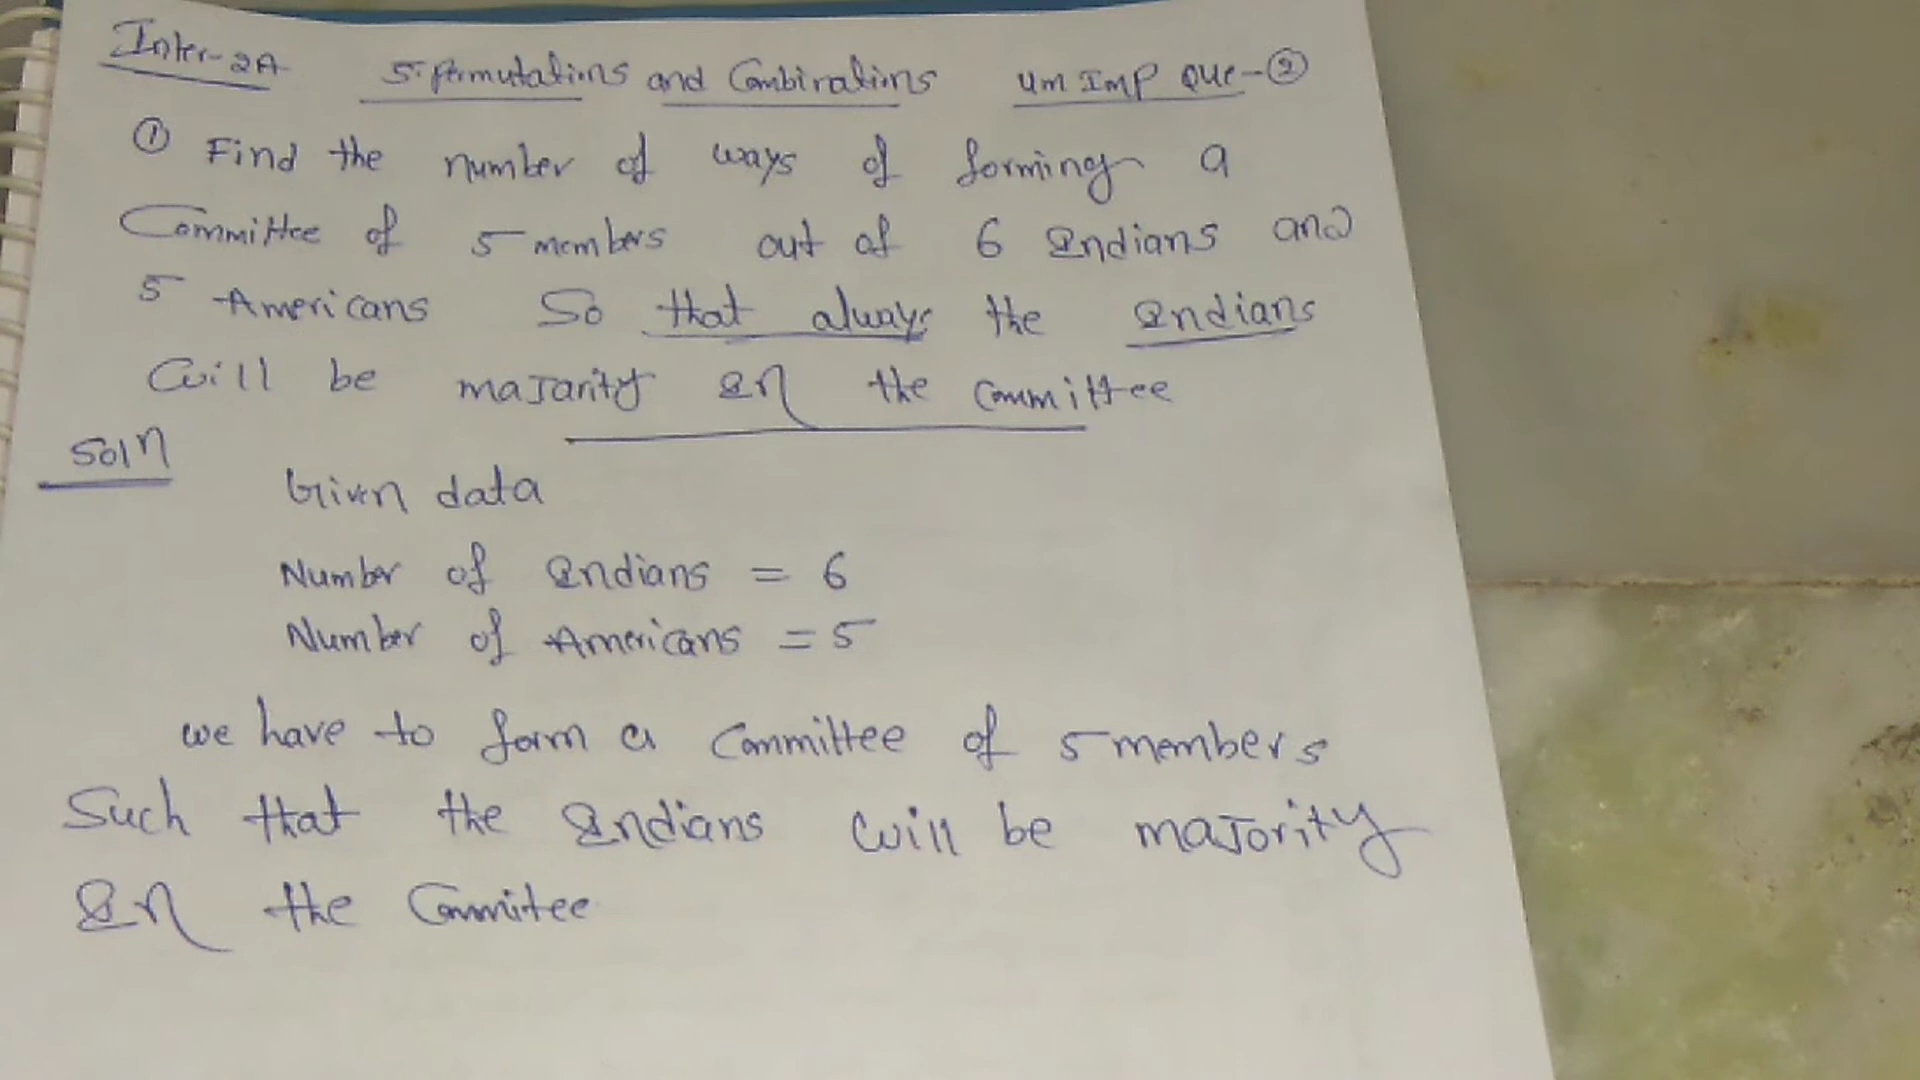 Inter-2A 5. Permutations and Combinations 4m Imp Que-②
① Find the number of ways of forming a
Committee of 5 members out of 6 Indians and
5 Americans So that always the Indians
will be majarity In the committee
Soln
Given data
Number of Indians = 6
Number of Americans = 5
we have to form a Committee of 5 members
Such that the Indians will be majority
In the Commitee